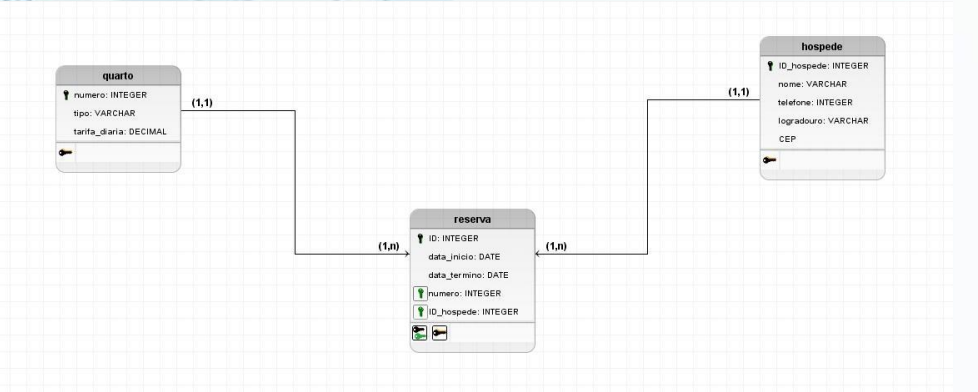 quarto
numero: INTEGER
tipo: VARCHAR
tarifa_diaria: DECIMAL
(1,1)
hospede
ID_hospede: INTEGER
nome: VARCHAR
telefone: INTEGER
logradouro: VARCHAR
CEP
(1,1)
reserva
ID: INTEGER
data_inicio: DATE
data_termino: DATE
numero: INTEGER
ID_hospede: INTEGER
(1,n)
(1,n)